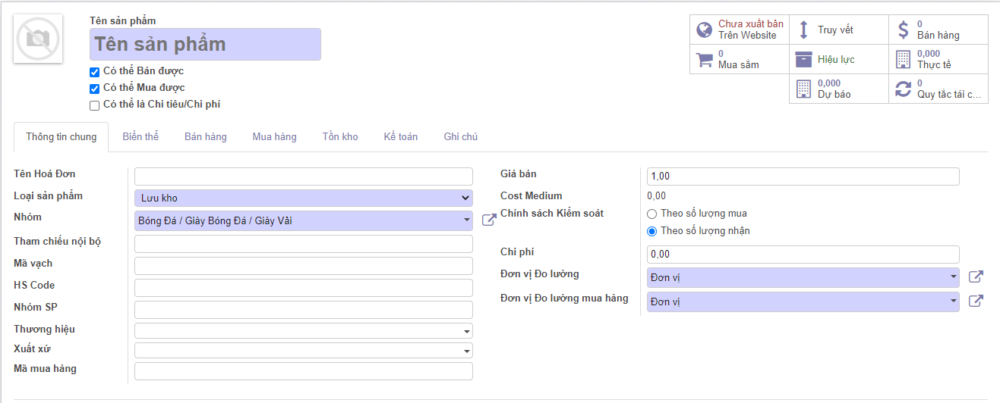 Tên sản phẩm
Tên sản phẩm
Có thể Bán được
Có thể Mua được
Có thể là Chi tiêu/Chi phí
Chưa xuất bản
Trên Website
Truy vết
0
Bán hàng
0
Mua sắm
Hiệu lực
0,000
Thực tế
0,000
Dự báo
0
Quy tắc tái c...
Thông tin chung Biến thể Bán hàng Mua hàng Tồn kho Kế toán Ghi chú
Tên Hoá Đơn
Loại sản phẩm Lưu kho
Nhóm Bóng Đá / Giày Bóng Đá / Giày Vải
Tham chiếu nội bộ
Mã vạch
HS Code
Nhóm SP
Thương hiệu
Xuất xứ
Mã mua hàng
Giá bán 1,00
Cost Medium 0,00
Chính sách Kiểm soát Theo số lượng mua
Theo số lượng nhận
Chi phí 0,00
Đơn vị Đo lường Đơn vị
Đơn vị Đo lường mua hàng Đơn vị